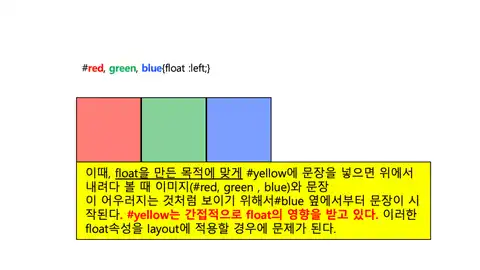 #red, green, blue{float :left;}
이때, float을 만든 목적에 맞게 #yellow에 문장을 넣으면 위에서
내려다 볼 때 이미지(#red, green , blue)와 문장
이 어우러지는 것처럼 보이기 위해서#blue 옆에서부터 문장이 시
작된다. #yellow는 간접적으로 float의 영향을 받고 있다. 이러한
float속성을 layout에 적용할 경우에 문제가 된다.